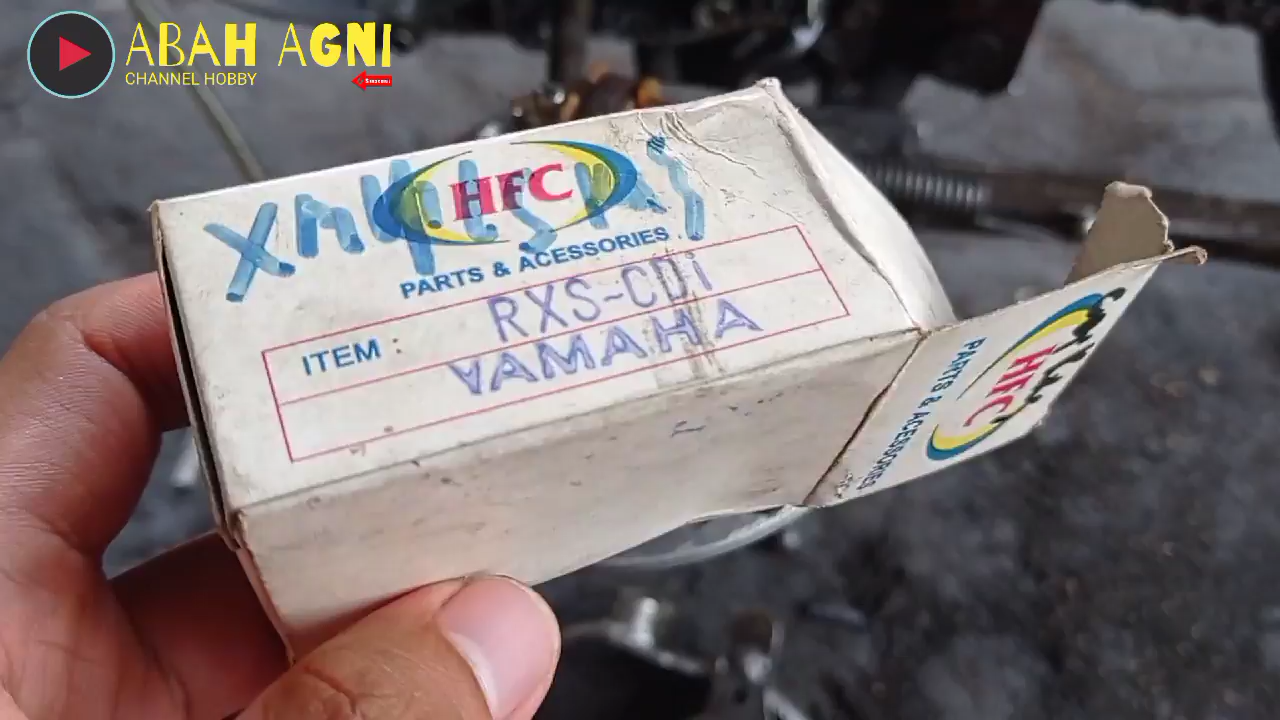 ABAH AGNI
CHANNEL HOBBY
HFC
PARTS & ACESSORIES
ITEM : RXS-CDi
YAMAHA
HFC
PARTS & ACESSORIES